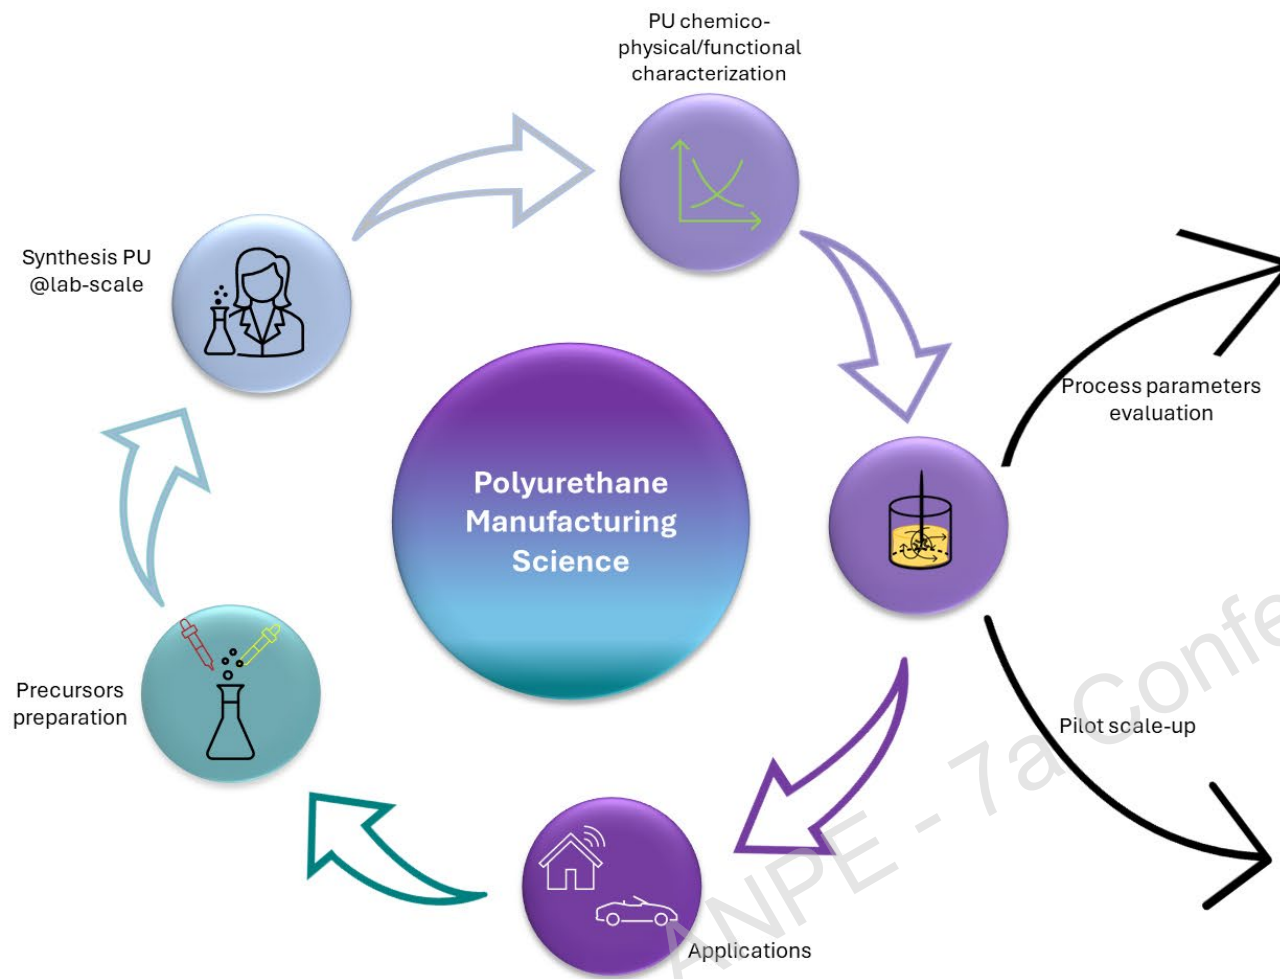 PU chemico-
physical/functional
characterization
Synthesis PU
@lab-scale
Process parameters
evaluation
Polyurethane
Manufacturing
Science
Precursors
preparation
Pilot scale-up
Applications
ANPE - 7a Confe